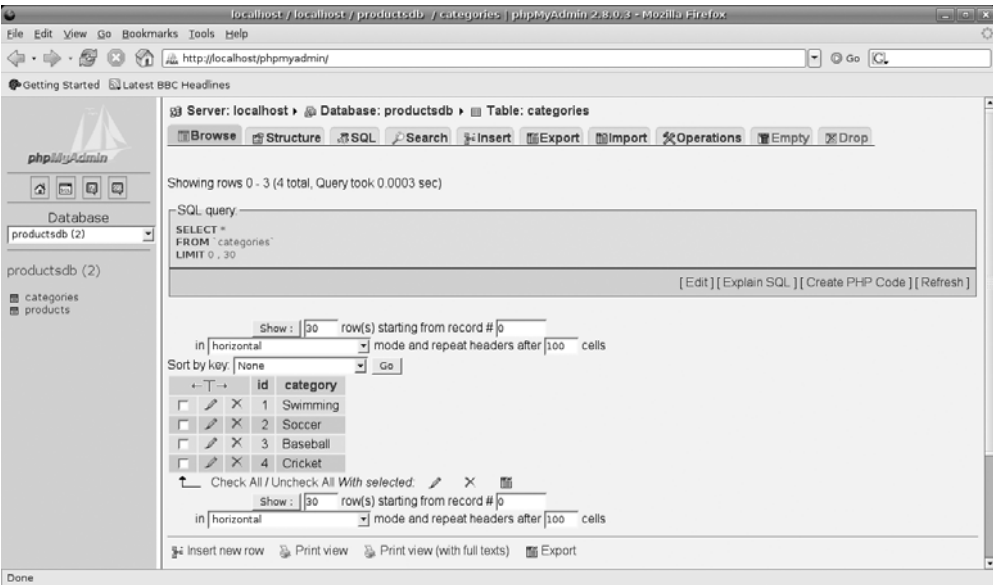 localhost / localhost / productsdb / categories | phpMyAdmin 2.8.0.3 - Mozilla Firefox
File Edit View Go Bookmarks Tools Help
http://localhost/phpmyadmin/ Go
Getting Started Latest BBC Headlines
phpMyAdmin
Database
productsdb (2)
productsdb (2)
categories
products
Server: localhost Database: productsdb Table: categories
Browse Structure SQL Search Insert Export Import Operations Empty Drop
Showing rows 0 - 3 (4 total, Query took 0.0003 sec)
SQL query:
SELECT *
FROM `categories`
LIMIT 0 , 30
[ Edit ] [ Explain SQL ] [ Create PHP Code ] [ Refresh ]
Show : 30 row(s) starting from record # 0
in horizontal mode and repeat headers after 100 cells
Sort by key: None Go
←T→ id category
1 Swimming
2 Soccer
3 Baseball
4 Cricket
Check All / Uncheck All With selected:
Show : 30 row(s) starting from record # 0
in horizontal mode and repeat headers after 100 cells
Insert new row Print view Print view (with full texts) Export
Done